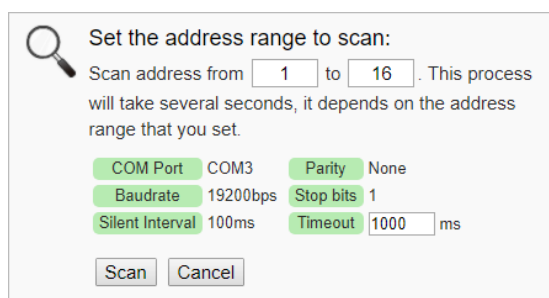 Set the address range to scan:
Scan address from 1 to 16 . This process
will take several seconds, it depends on the address
range that you set.
COM Port COM3 Parity None
Baudrate 19200bps Stop bits 1
Silent Interval 100ms Timeout 1000 ms
Scan Cancel